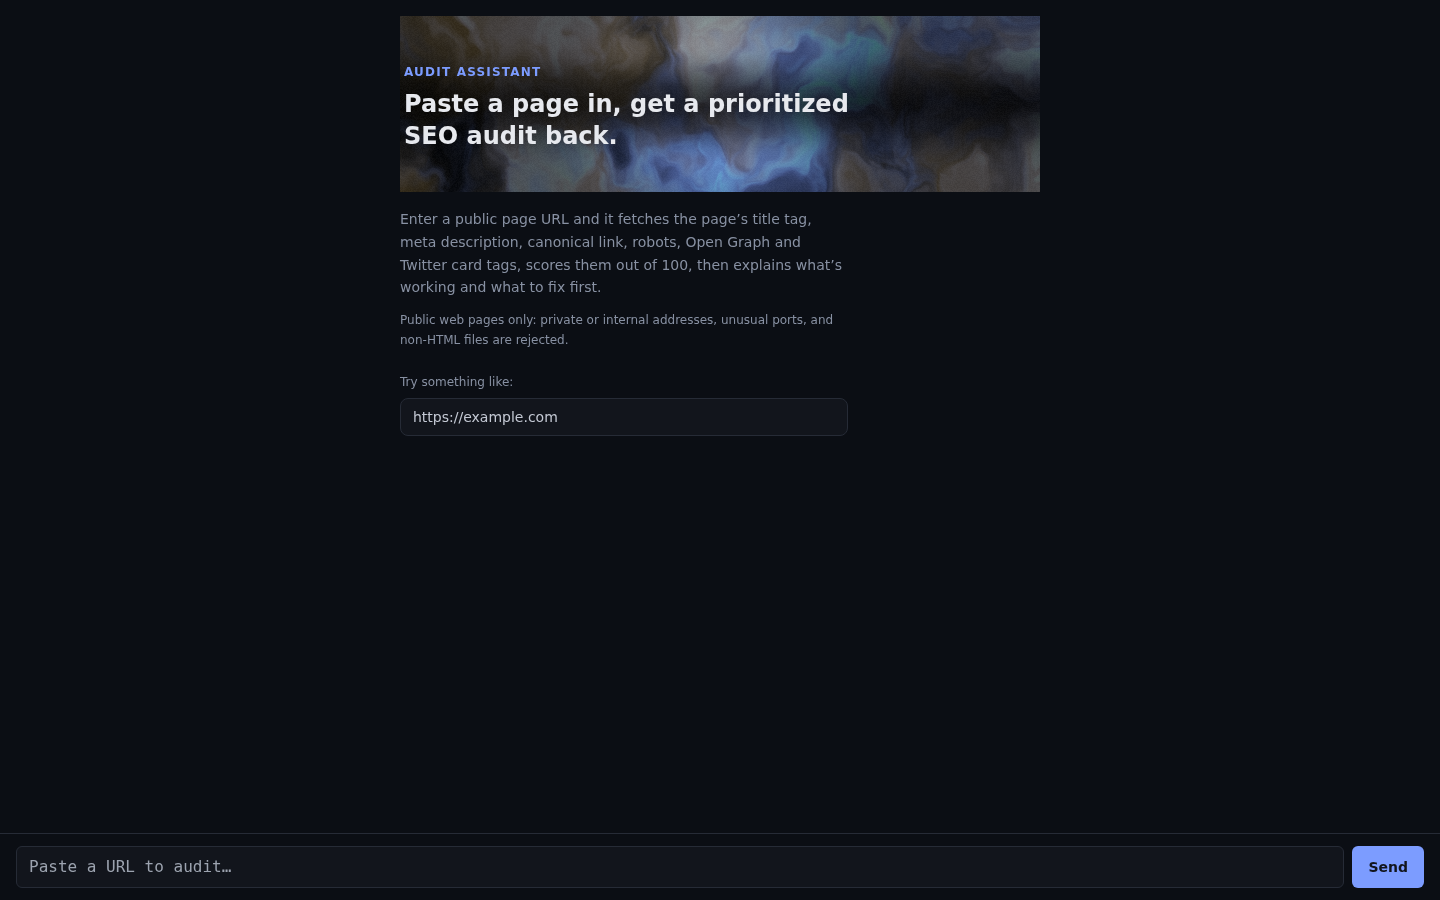 AUDIT ASSISTANT
Paste a page in, get a prioritized
SEO audit back.
Enter a public page URL and it fetches the page’s title tag,
meta description, canonical link, robots, Open Graph and
Twitter card tags, scores them out of 100, then explains what’s
working and what to fix first.
Public web pages only: private or internal addresses, unusual ports, and
non-HTML files are rejected.
Try something like:
https://example.com
Paste a URL to audit…
Send